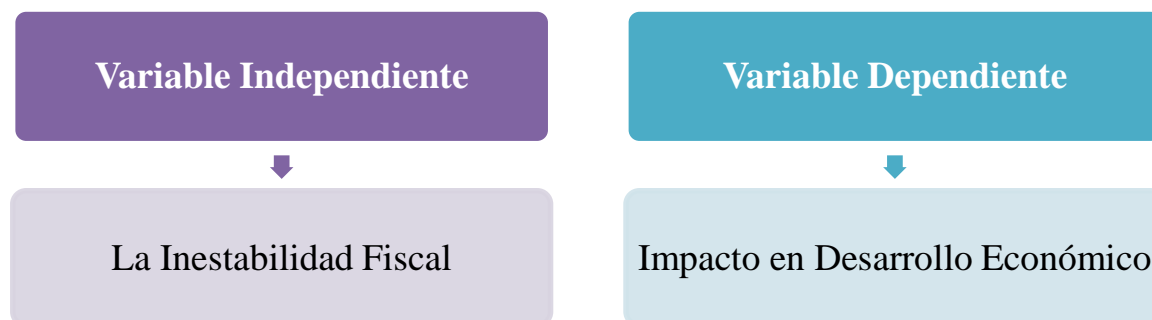 Variable Independiente
Variable Dependiente
La Inestabilidad Fiscal
Impacto en Desarrollo Económico